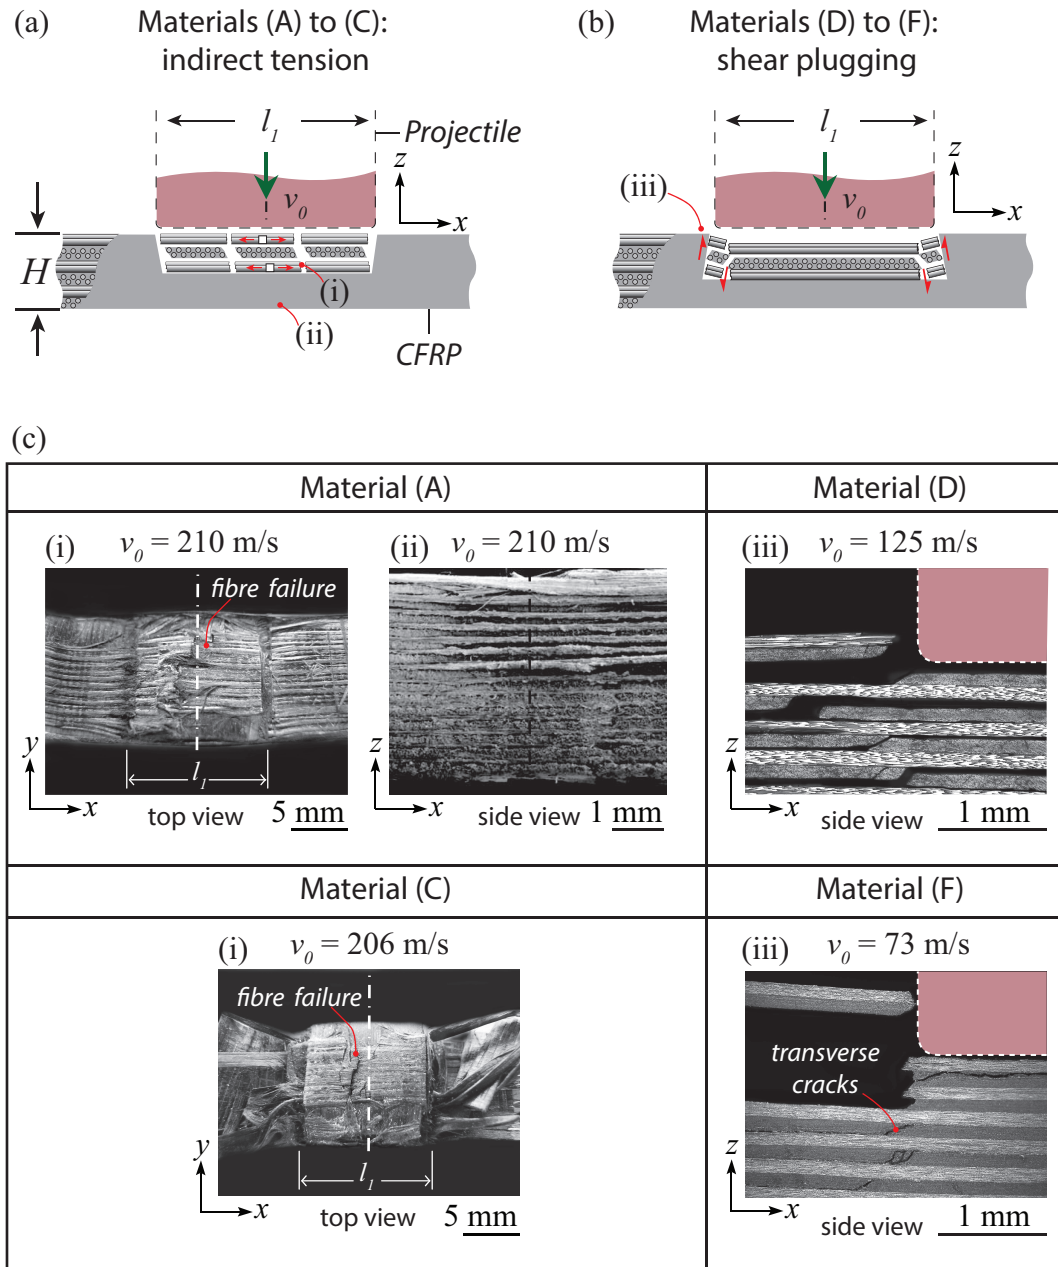 (a)
Materials (A) to (C):
indirect tension
l1
Projectile
z
v0
x
H
(i)
(ii)
CFRP
(b)
Materials (D) to (F):
shear plugging
l1
z
(iii)
v0
x
(c)
Material (A)
Material (D)
(i) v0 = 210 m/s
fibre failure
l1
y
x
top view
5 mm
(ii) v0 = 210 m/s
z
x
side view
1 mm
(iii) v0 = 125 m/s
z
x
side view
1 mm
Material (C)
Material (F)
(i) v0 = 206 m/s
fibre failure
l1
y
x
top view
5 mm
(iii) v0 = 73 m/s
transverse
cracks
z
x
side view
1 mm